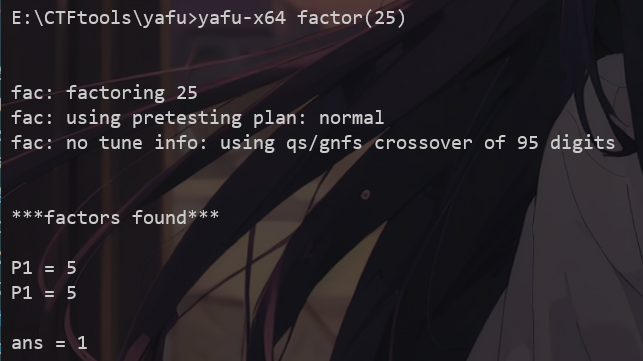 E:\CTFtools\yafu>yafu-x64 factor(25)
fac: factoring 25
fac: using pretesting plan: normal
fac: no tune info: using qs/gnfs crossover of 95 digits
***factors found***
P1 = 5
P1 = 5
ans = 1